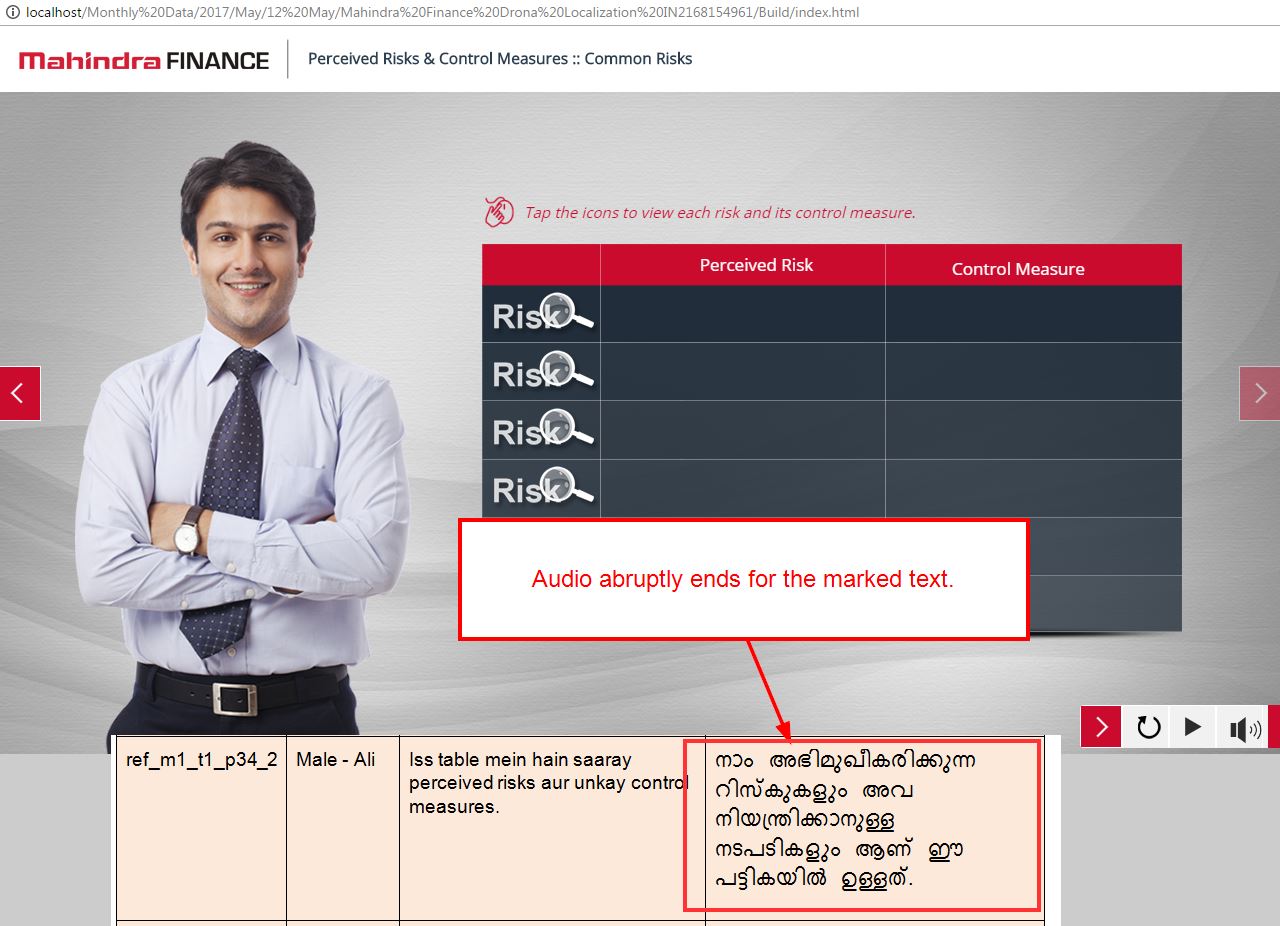 localhost/Monthly%20Data/2017/May/12%20May/Mahindra%20Finance%20Drona%20Localization%20IN2168154961/Build/index.html
Mahindra FINANCE
Perceived Risks & Control Measures :: Common Risks
Tap the icons to view each risk and its control measure.
Perceived Risk
Control Measure
Risk
Risk
Risk
Risk
Audio abruptly ends for the marked text.
ref_m1_t1_p34_2
Male - Ali
Iss table mein hain saaray
perceived risks aur unkay control
measures.
നാം അഭിമുഖീകരിക്കുന്ന
റിസ്കുകളും അവ
നിയന്ത്രിക്കാനുള്ള
നടപടികളും ആണ് ഈ
പട്ടികയിൽ ഉള്ളത്.